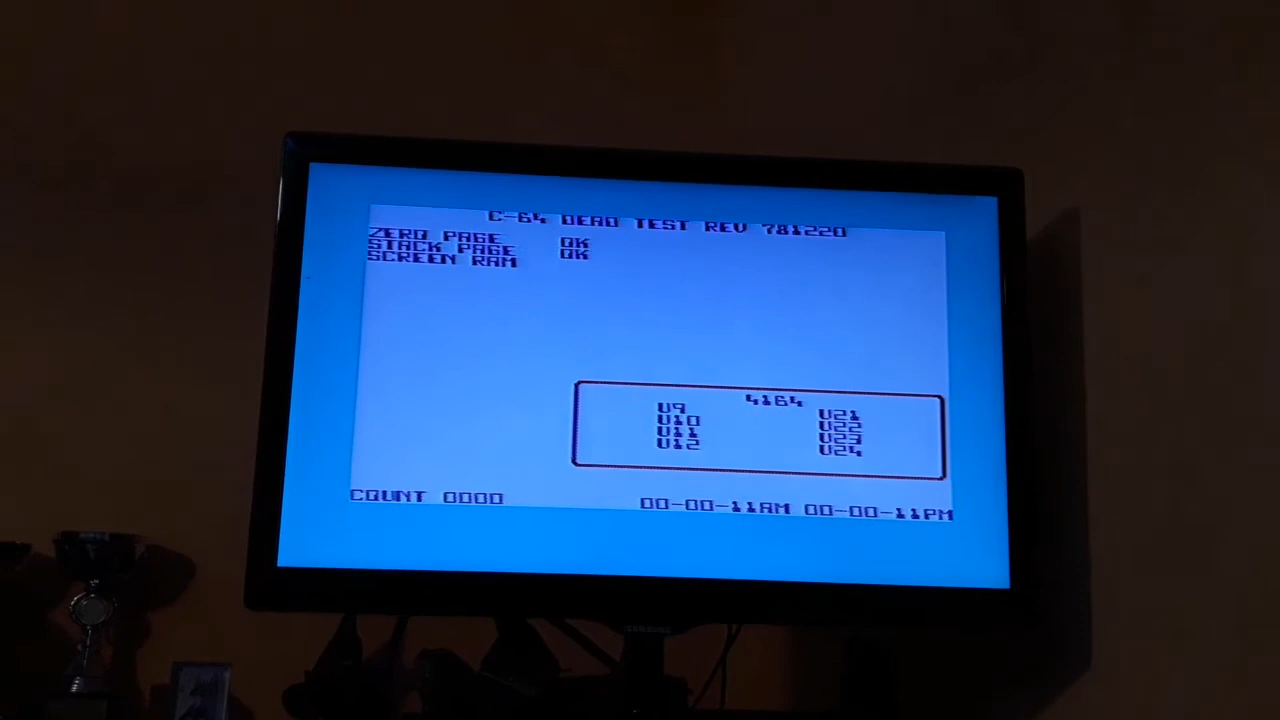 C-64 DEAD TEST REV 781220
ZERO PAGE OK
STACK PAGE OK
SCREEN RAM
4164
U9 U21
U10 U22
U11 U23
U12 U24
COUNT 0000 00-00-11AM 00-00-11PM
SAMSUNG